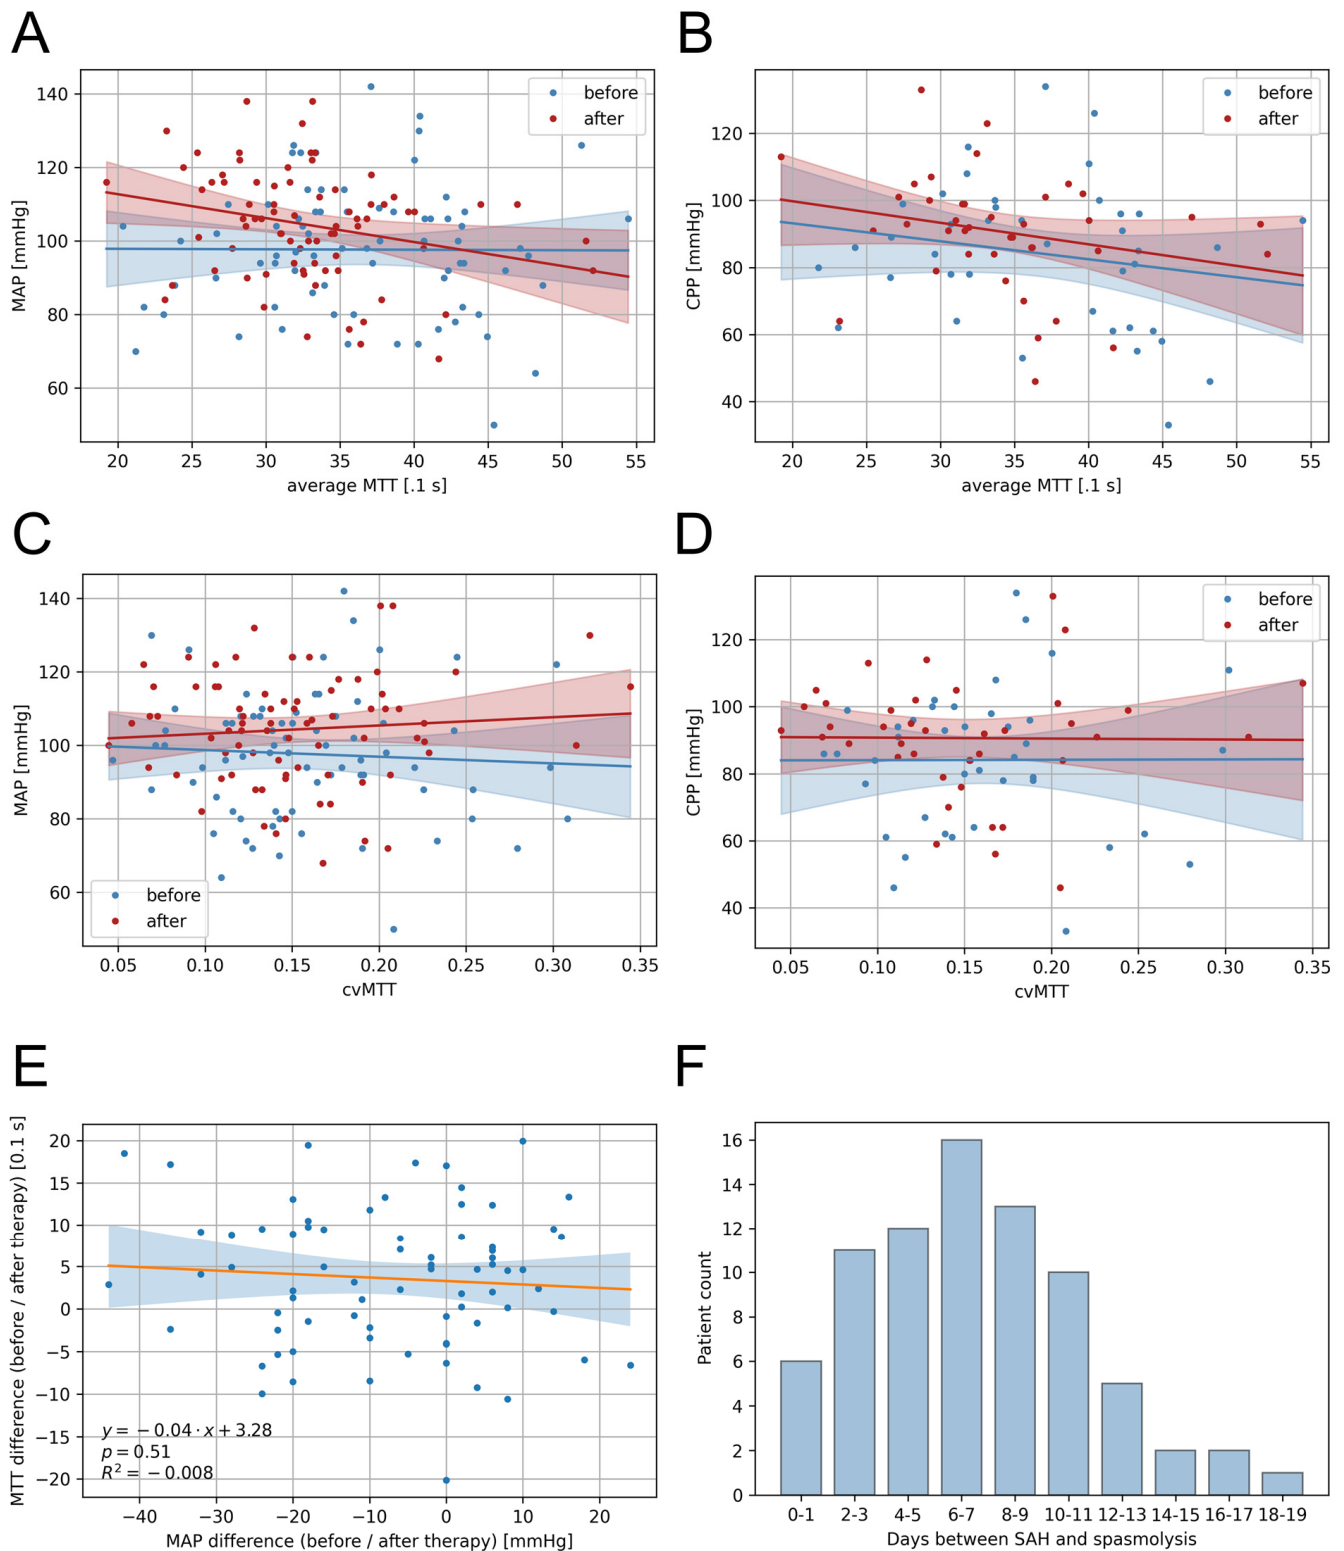 A
B
140
120
100
80
60
MAP [mmHg]
before
after
20 25 30 35 40 45 50 55
average MTT [.1 s]
120
100
80
60
40
CPP [mmHg]
before
after
20 25 30 35 40 45 50 55
average MTT [.1 s]
C
D
140
120
100
80
60
MAP [mmHg]
before
after
0.05 0.10 0.15 0.20 0.25 0.30 0.35
cvMTT
120
100
80
60
40
CPP [mmHg]
before
after
0.05 0.10 0.15 0.20 0.25 0.30 0.35
cvMTT
E
F
20
15
10
5
0
−5
−10
−15
−20
MTT difference (before / after therapy) [0.1 s]
y = −0.04 · x + 3.28
p = 0.51
R² = −0.008
−40 −30 −20 −10 0 10 20
MAP difference (before / after therapy) [mmHg]
16
14
12
10
8
6
4
2
0
Patient count
0-1 2-3 4-5 6-7 8-9 10-11 12-13 14-15 16-17 18-19
Days between SAH and spasmolysis